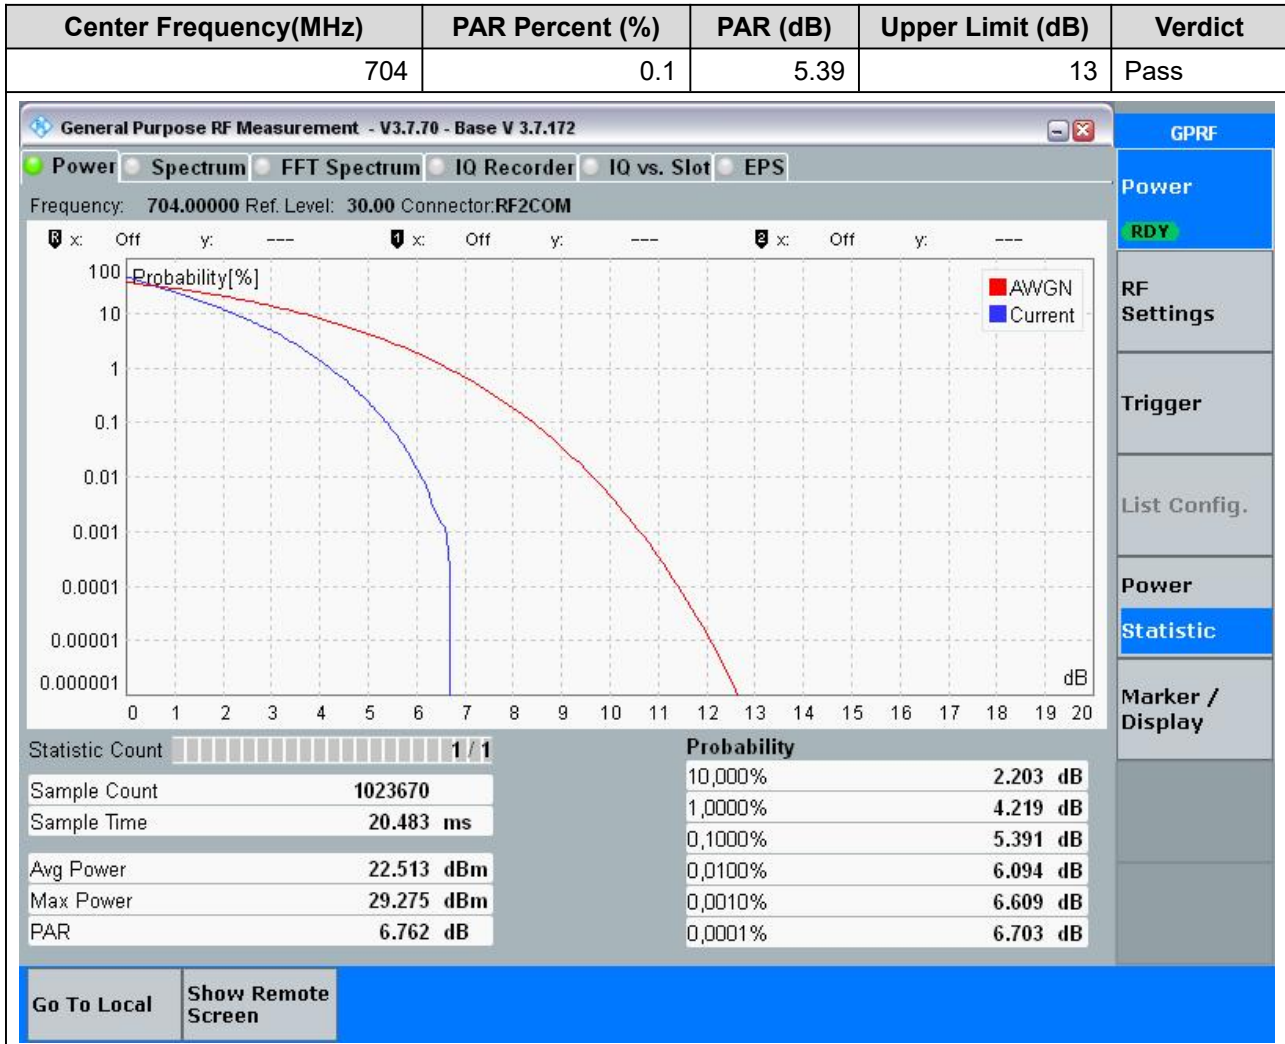 Center Frequency(MHz) PAR Percent (%) PAR (dB) Upper Limit (dB) Verdict
704 0.1 5.39 13 Pass
General Purpose RF Measurement - V3.7.70 - Base V 3.7.172
GPRF
Power Spectrum FFT Spectrum IQ Recorder IQ vs. Slot EPS
Frequency: 704.00000 Ref. Level: 30.00 Connector:RF2COM
R x: Off y: --- 1 x: Off y: --- 2 x: Off y: ---
Power
RDY
RF
Settings
Trigger
List Config.
Power
Statistic
Marker /
Display
Probability[%]
AWGN
Current
100
10
1
0.1
0.01
0.001
0.0001
0.00001
0.000001
dB
0 1 2 3 4 5 6 7 8 9 10 11 12 13 14 15 16 17 18 19 20
Statistic Count 1 / 1
Sample Count 1023670
Sample Time 20.483 ms
Avg Power 22.513 dBm
Max Power 29.275 dBm
PAR 6.762 dB
Probability
10,000% 2.203 dB
1,0000% 4.219 dB
0,1000% 5.391 dB
0,0100% 6.094 dB
0,0010% 6.609 dB
0,0001% 6.703 dB
Go To Local
Show Remote
Screen